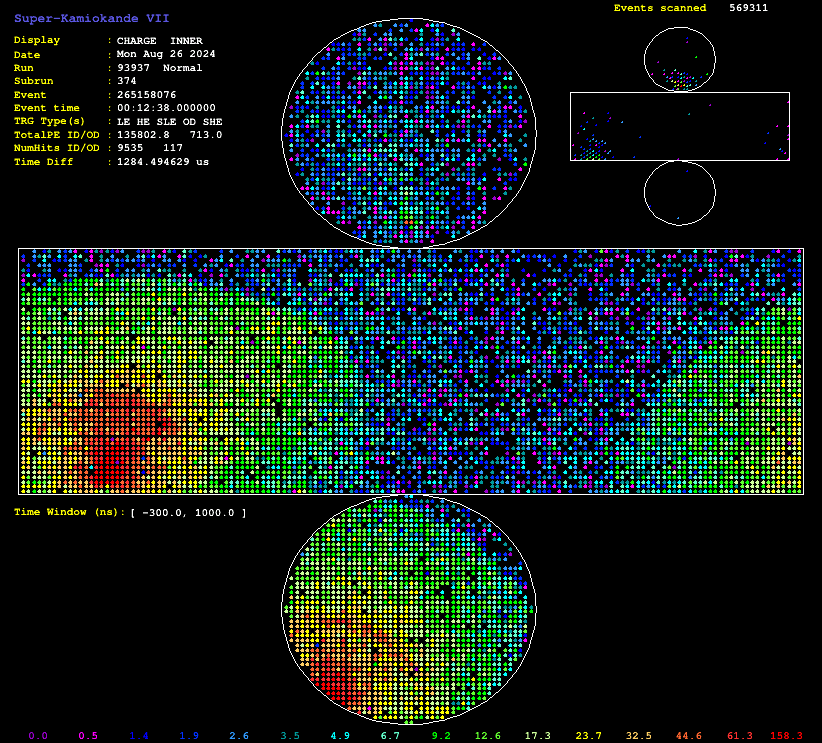 Super-Kamiokande VII
Events scanned 569311
Display : CHARGE INNER
Date : Mon Aug 26 2024
Run : 93937 Normal
Subrun : 374
Event : 265158076
Event time : 00:12:38.000000
TRG Type(s) : LE HE SLE OD SHE
TotalPE ID/OD : 135802.8 713.0
NumHits ID/OD : 9535 117
Time Diff : 1284.494629 us
Time Window (ns): [ -300.0, 1000.0 ]
0.0 0.5 1.4 1.9 2.6 3.5 4.9 6.7 9.2 12.6 17.3 23.7 32.5 44.6 61.3 158.3